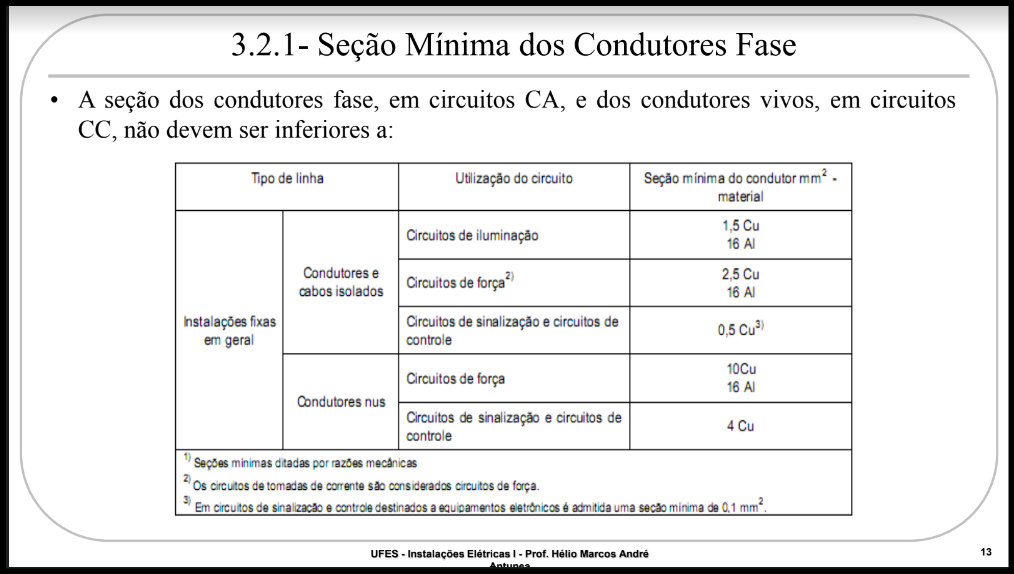 3.2.1- Seção Mínima dos Condutores Fase
• A seção dos condutores fase, em circuitos CA, e dos condutores vivos, em circuitos
CC, não devem ser inferiores a:
Tipo de linha
Utilização do circuito
Seção mínima do condutor mm² -
material
Instalações fixas
em geral
Condutores e
cabos isolados
Circuitos de iluminação
1,5 Cu
16 Al
Circuitos de força²⁾
2,5 Cu
16 Al
Circuitos de sinalização e circuitos de
controle
0,5 Cu³⁾
Condutores nus
Circuitos de força
10Cu
16 Al
Circuitos de sinalização e circuitos de
controle
4 Cu
¹⁾ Seções mínimas ditadas por razões mecânicas
²⁾ Os circuitos de tomadas de corrente são considerados circuitos de força.
³⁾ Em circuitos de sinalização e controle destinados a equipamentos eletrônicos é admitida uma seção mínima de 0,1 mm².
UFES - Instalações Elétricas I - Prof. Hélio Marcos André
Antunes
13